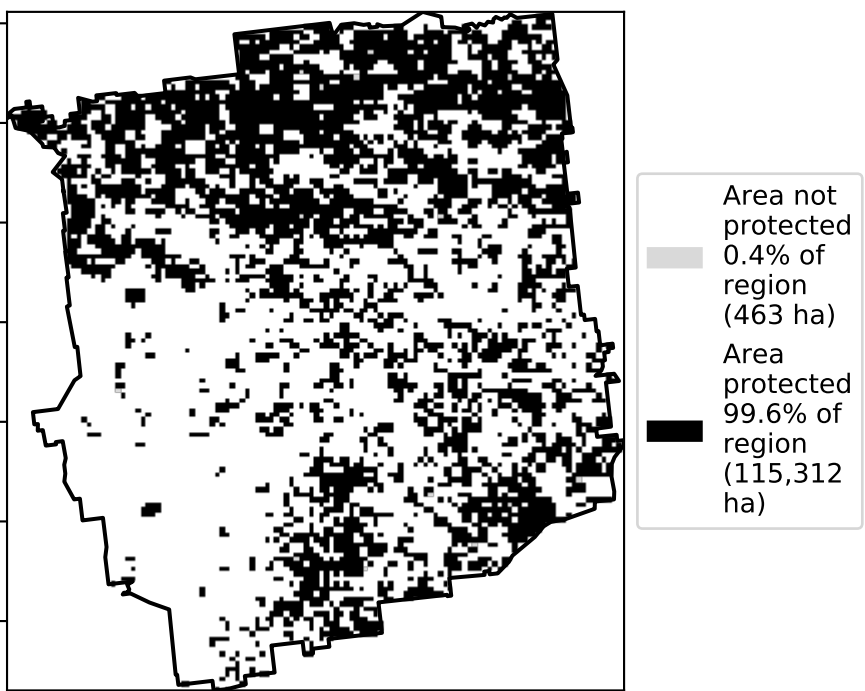 Area not
protected
0.4% of
region
(463 ha)
Area
protected
99.6% of
region
(115,312
ha)